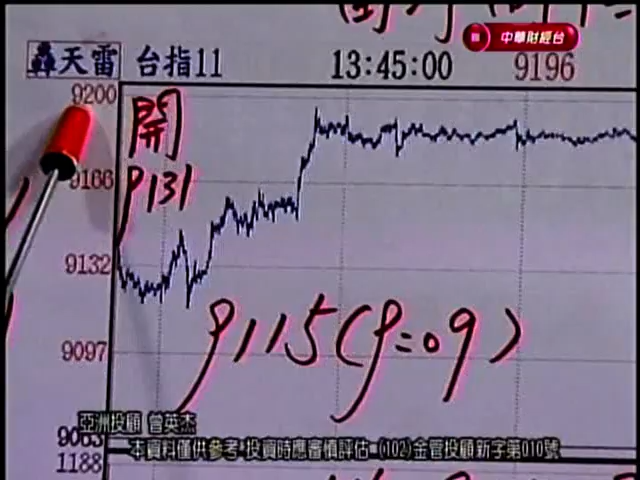 中華財經台
轟天雷 台指11 13:45:00 9196
9200
開
9166
9131
9132
9115(9=09)
9097
亞洲投顧 曾英杰
9063
本資料僅供參考,投資時應審慎評估 (102)金管投顧新字第010號
1188